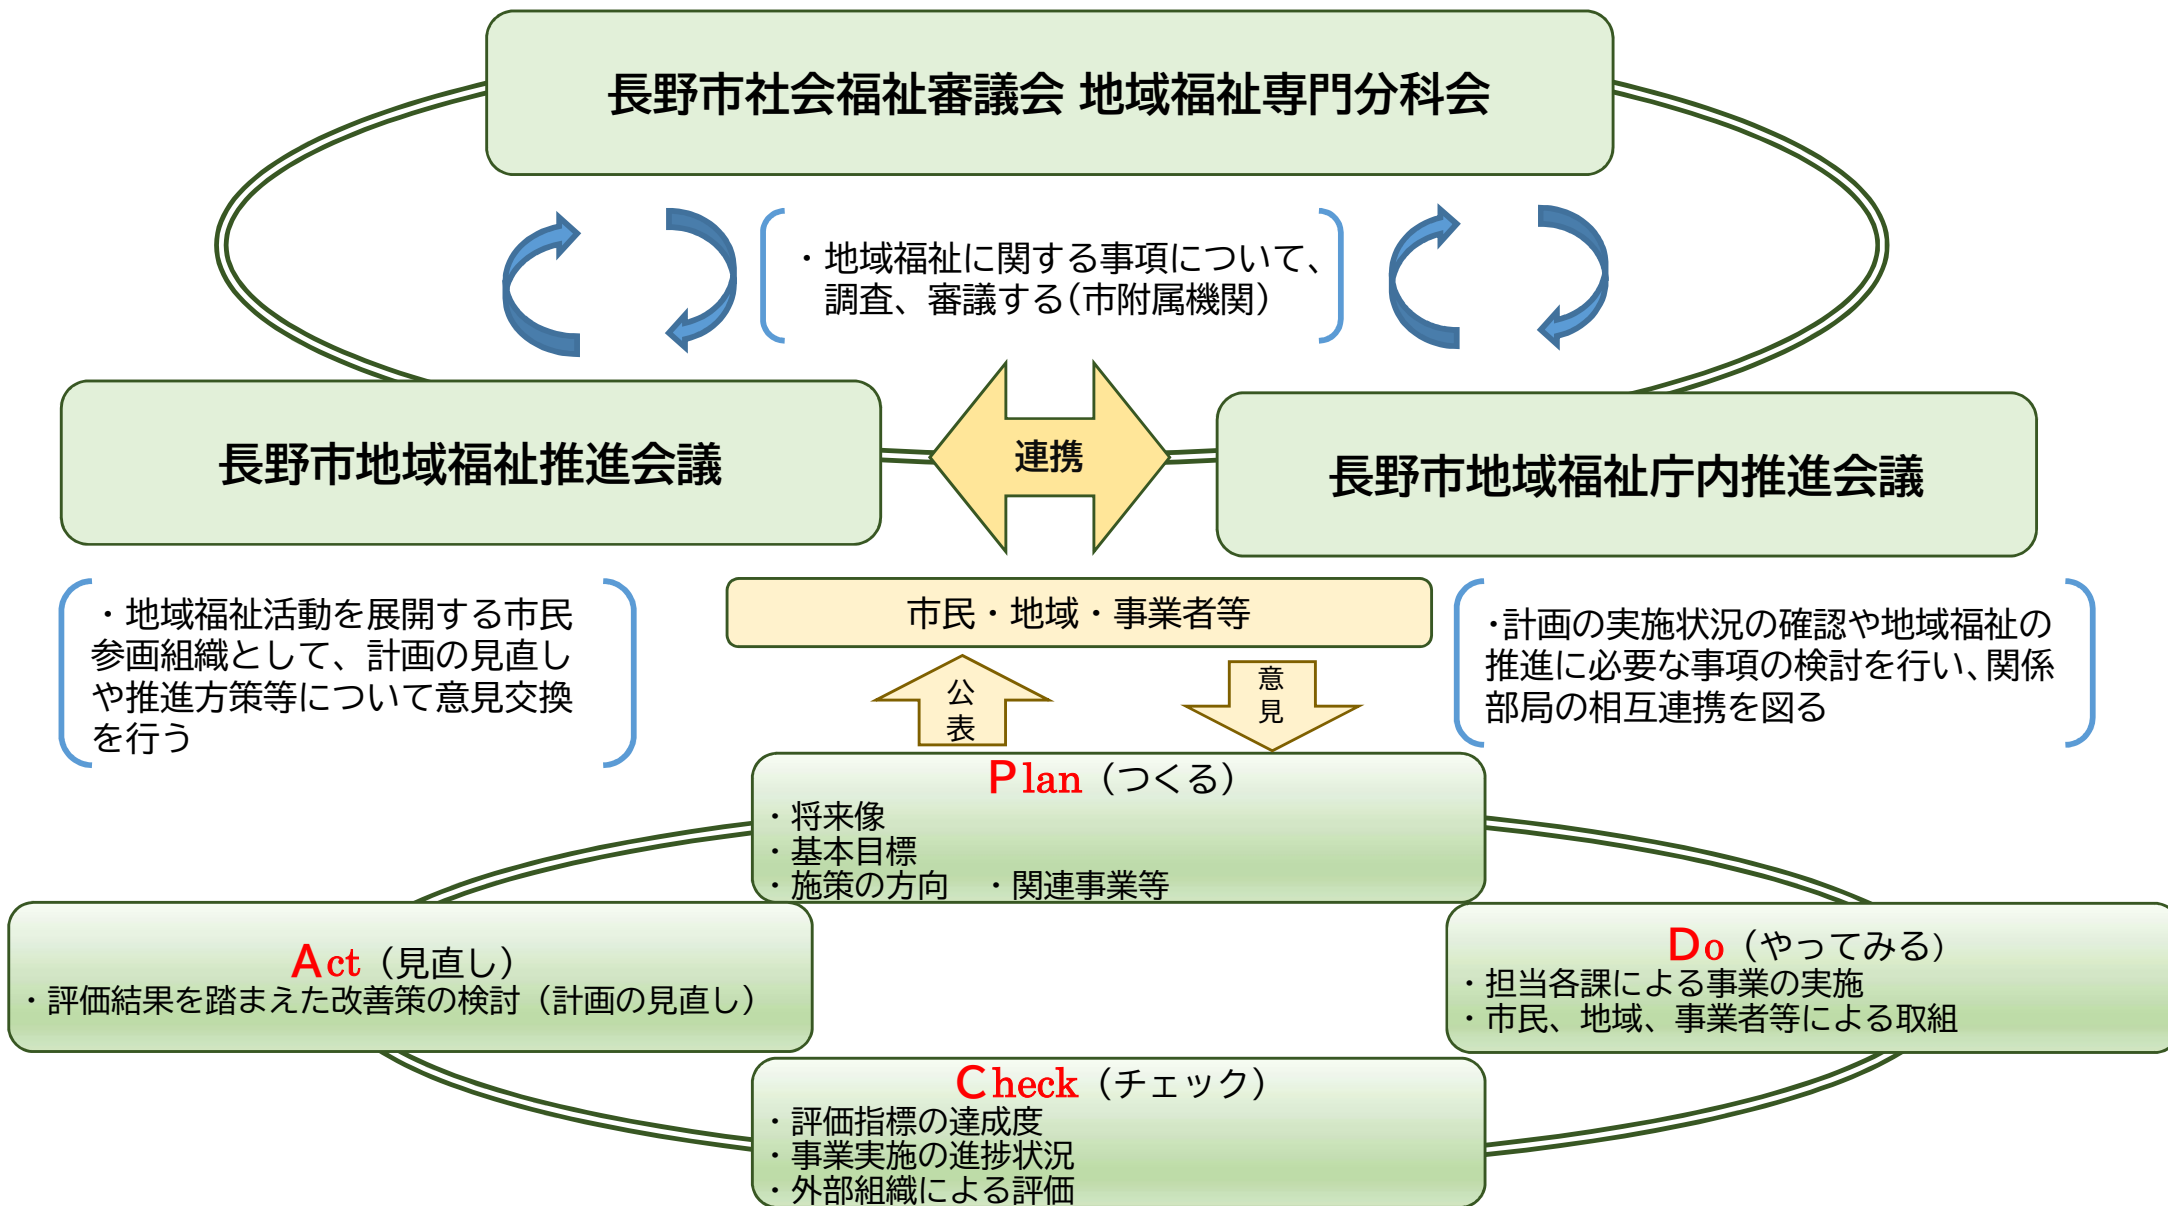 長野市社会福祉審議会 地域福祉専門分科会
・地域福祉に関する事項について、
調査、審議する(市附属機関)
長野市地域福祉推進会議
連携
長野市地域福祉庁内推進会議
・地域福祉活動を展開する市民
参画組織として、計画の見直し
や推進方策等について意見交換
を行う
市民・地域・事業者等
・計画の実施状況の確認や地域福祉の
推進に必要な事項の検討を行い、関係
部局の相互連携を図る
公
表
意
見
Plan（つくる）
・将来像
・基本目標
・施策の方向　・関連事業等
Act（見直し）
・評価結果を踏まえた改善策の検討（計画の見直し）
Do（やってみる）
・担当各課による事業の実施
・市民、地域、事業者等による取組
Check（チェック）
・評価指標の達成度
・事業実施の進捗状況
・外部組織による評価